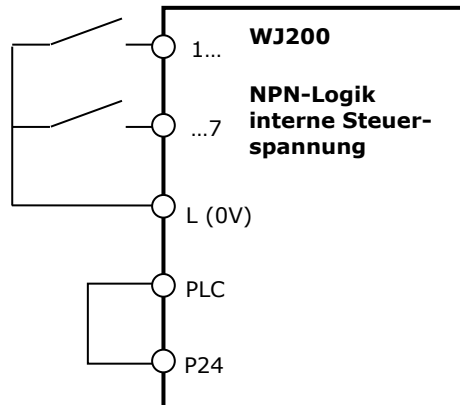 WJ200
1...
NPN-Logik
interne Steuer-
...7
spannung
L (0V)
PLC
P24